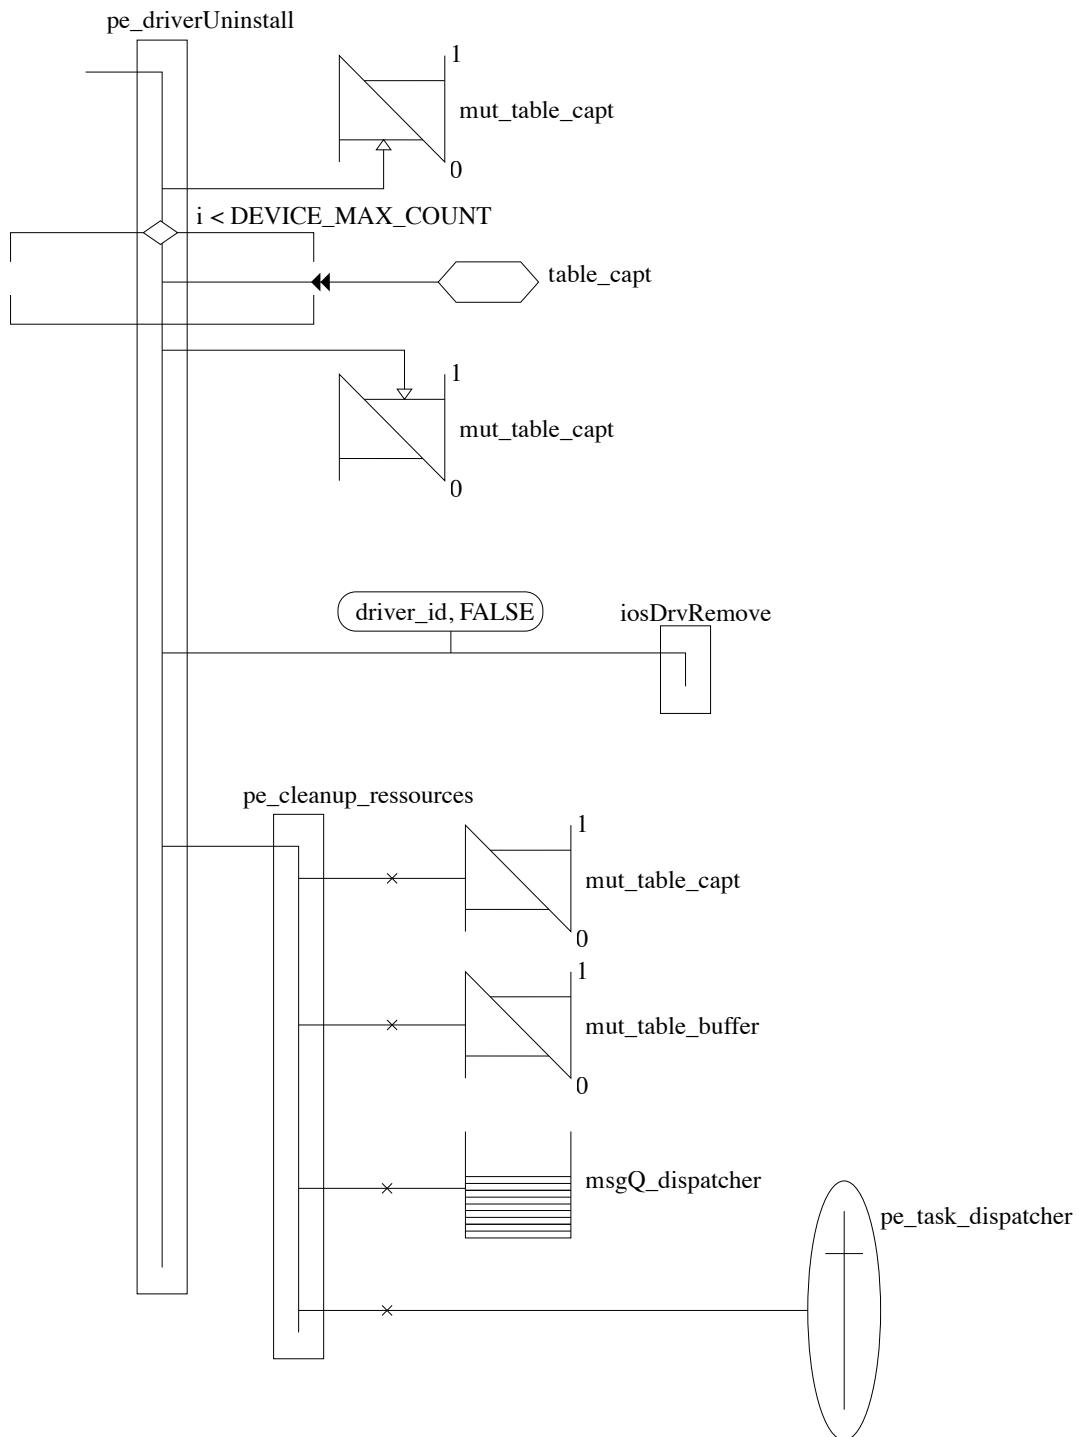 pe_driverUninstall
1
mut_table_capt
0
i < DEVICE_MAX_COUNT
table_capt
1
mut_table_capt
0
driver_id, FALSE
iosDrvRemove
pe_cleanup_ressources
1
mut_table_capt
0
1
mut_table_buffer
0
msgQ_dispatcher
pe_task_dispatcher